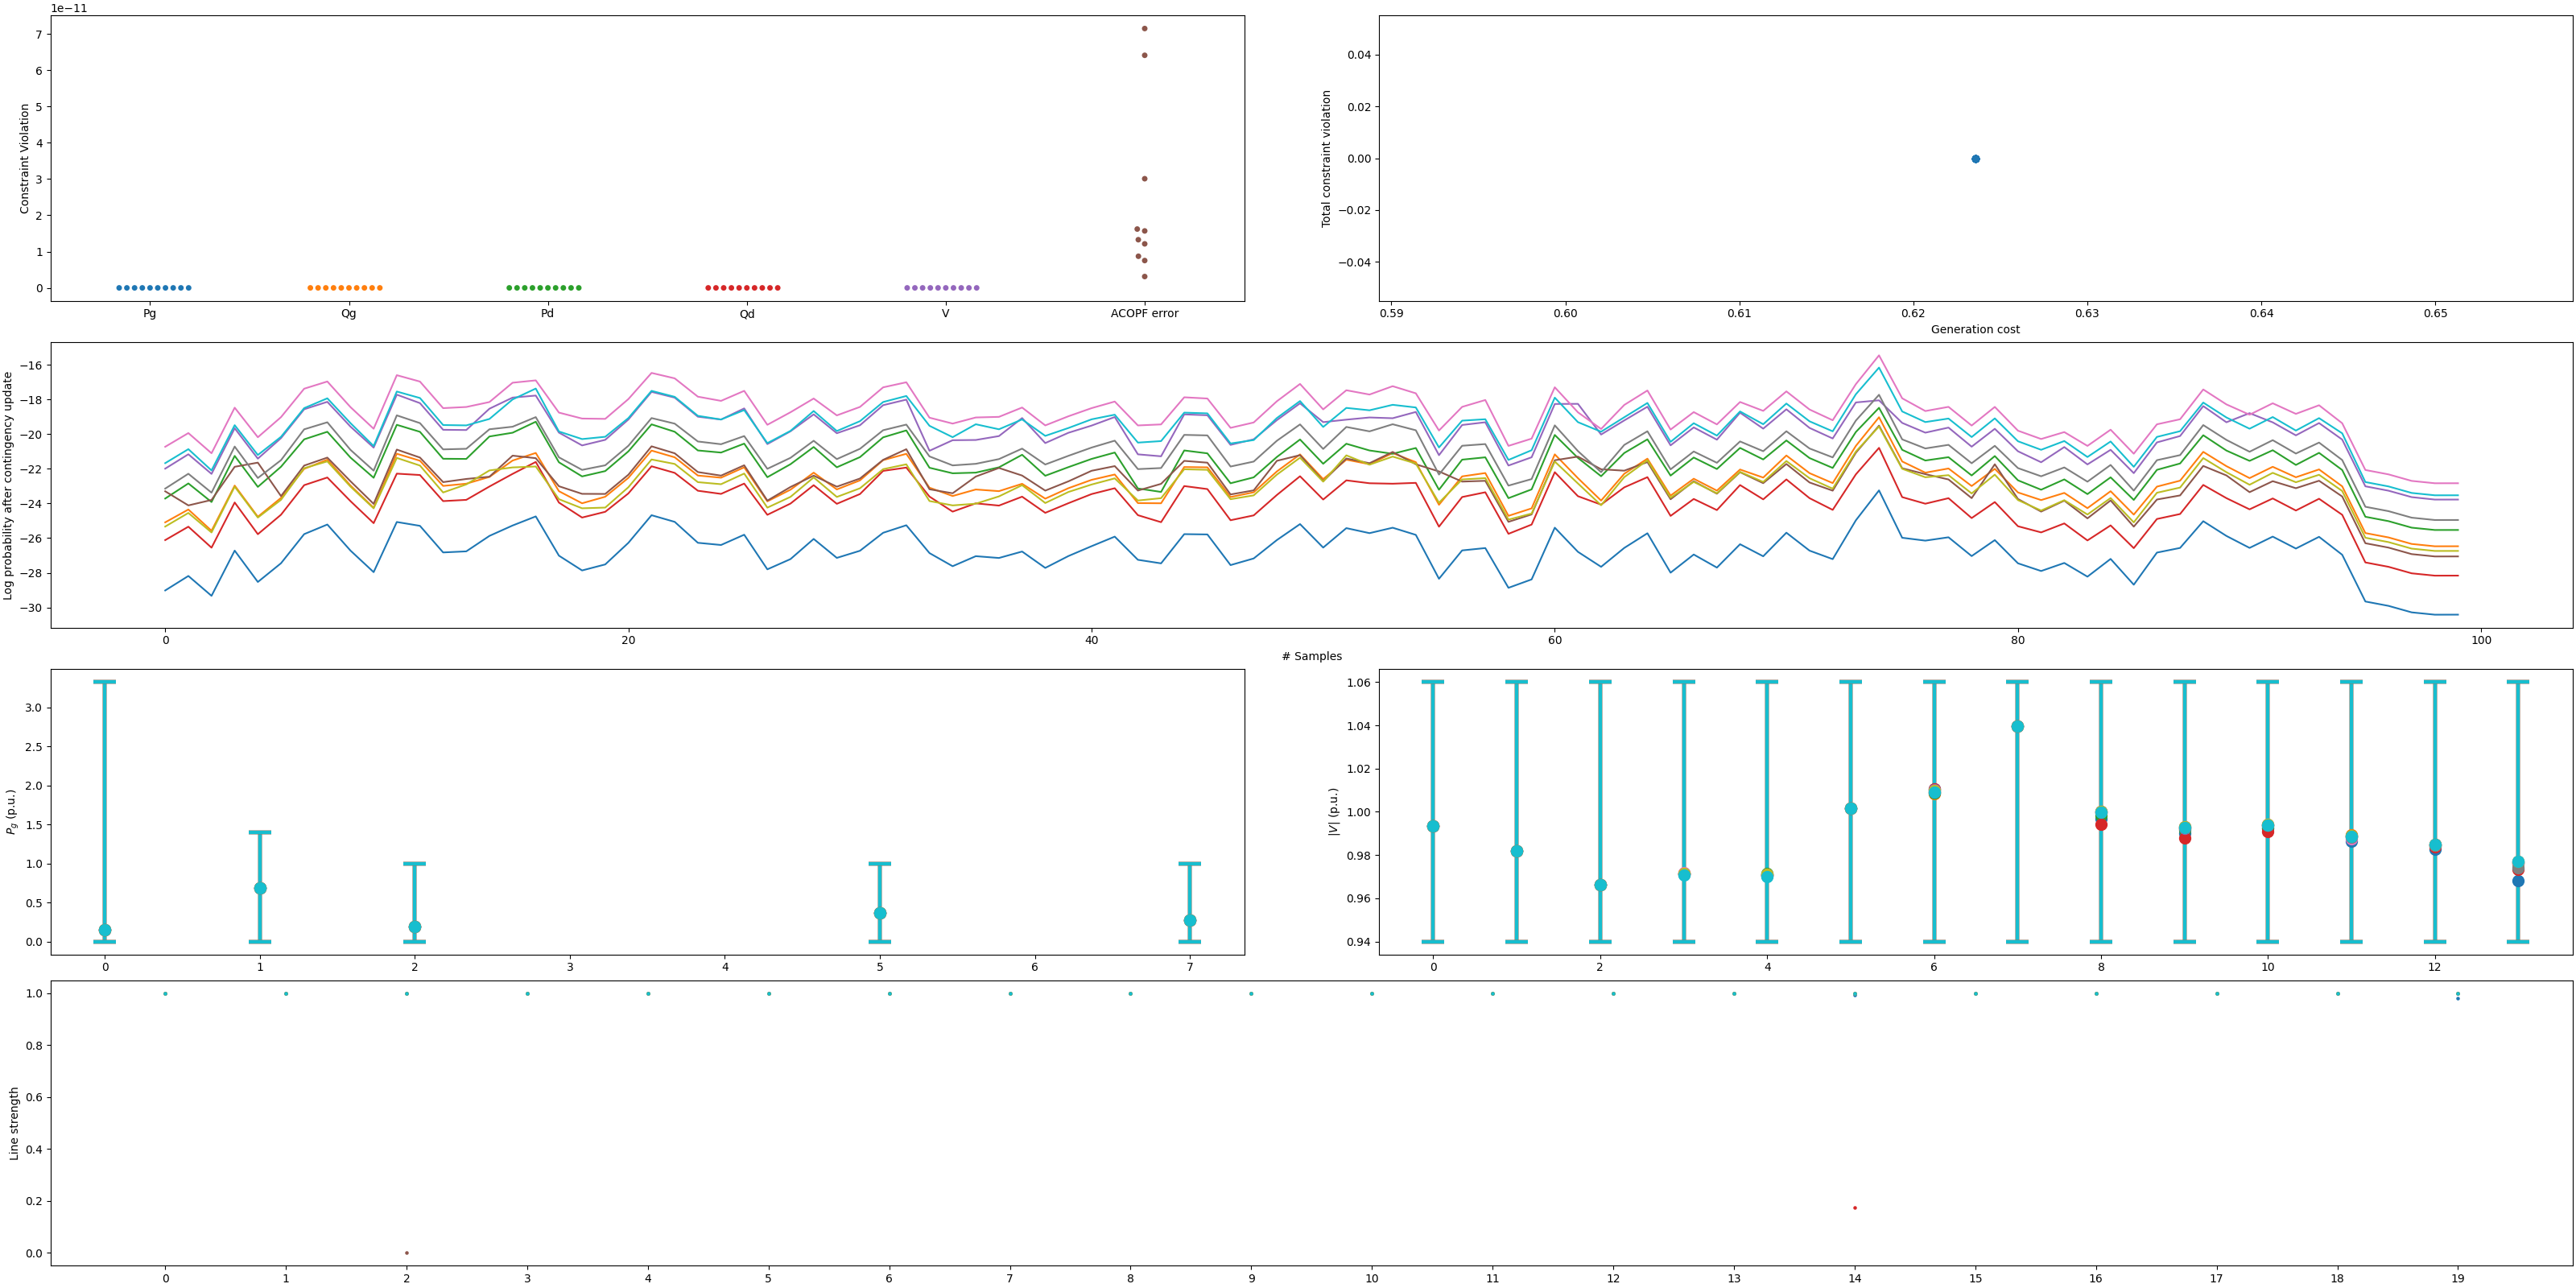 1e−11
7
6
5
4
3
2
1
0
Constraint Violation
Pg Qg Pd Qd V ACOPF error
0.04
0.02
0.00
−0.02
−0.04
Total constraint violation
0.59 0.60 0.61 0.62 0.63 0.64 0.65
Generation cost
−16
−18
−20
−22
−24
−26
−28
−30
Log probability after contingency update
0 20 40 60 80 100
# Samples
3.0
2.5
2.0
1.5
1.0
0.5
0.0
Pg (p.u.)
0 1 2 3 4 5 6 7
1.06
1.04
1.02
1.00
0.98
0.96
0.94
|V| (p.u.)
0 2 4 6 8 10 12
1.0
0.8
0.6
0.4
0.2
0.0
Line strength
0 1 2 3 4 5 6 7 8 9 10 11 12 13 14 15 16 17 18 19